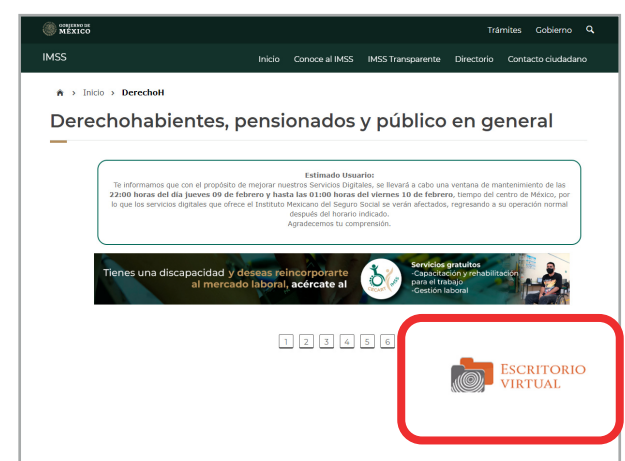 GOBIERNO DE
MÉXICO
Trámites Gobierno
IMSS
Inicio Conoce al IMSS IMSS Transparente Directorio Contacto ciudadano
> Inicio > DerechoH
Derechohabientes, pensionados y público en general
Estimado Usuario:
Te informamos que con el propósito de mejorar nuestros Servicios Digitales, se llevará a cabo una ventana de mantenimiento de las
22:00 horas del día jueves 09 de febrero y hasta las 01:00 horas del viernes 10 de febrero, tiempo del centro de México, por
lo que los servicios digitales que ofrece el Instituto Mexicano del Seguro Social se verán afectados, regresando a su operación normal
después del horario indicado.
Agradecemos tu comprensión.
Tienes una discapacidad y deseas reincorporarte
al mercado laboral, acércate al
IMSS
Servicios gratuitos
-Capacitación y rehabilitación
para el trabajo
-Gestión laboral
1 2 3 4 5 6
ESCRITORIO
VIRTUAL